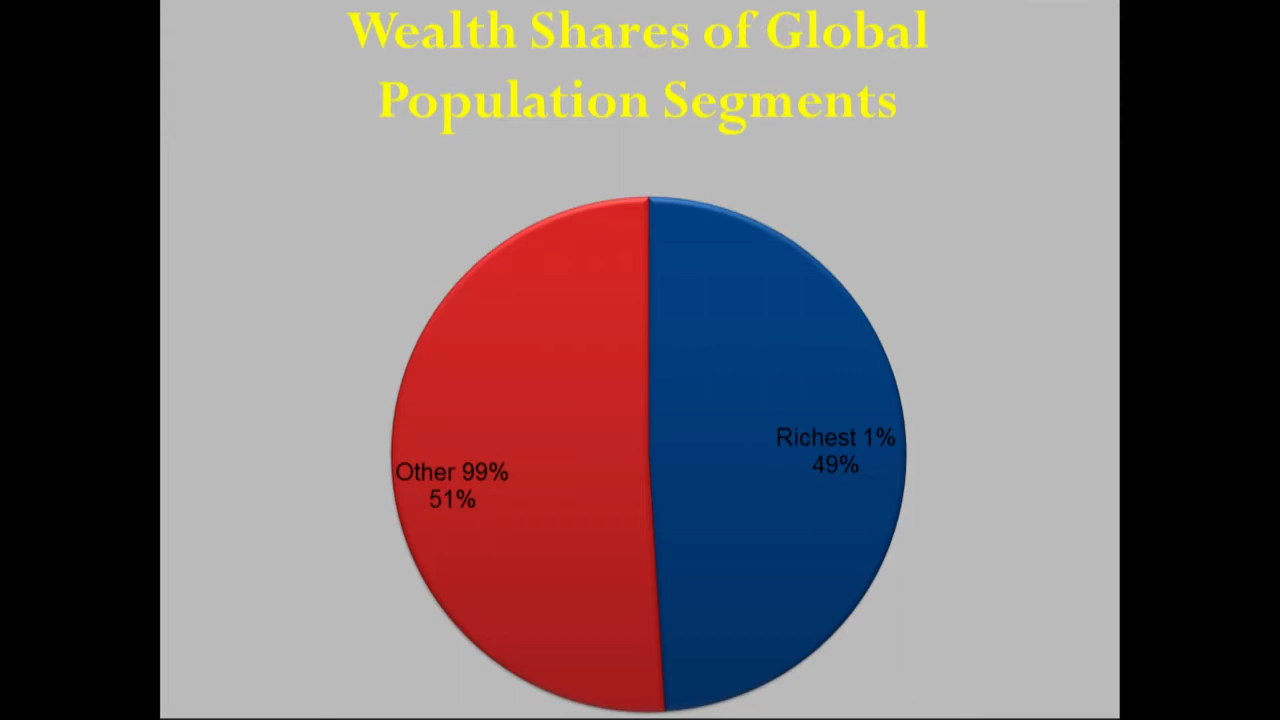 Wealth Shares of Global
Population Segments
Richest 1%
49%
Other 99%
51%